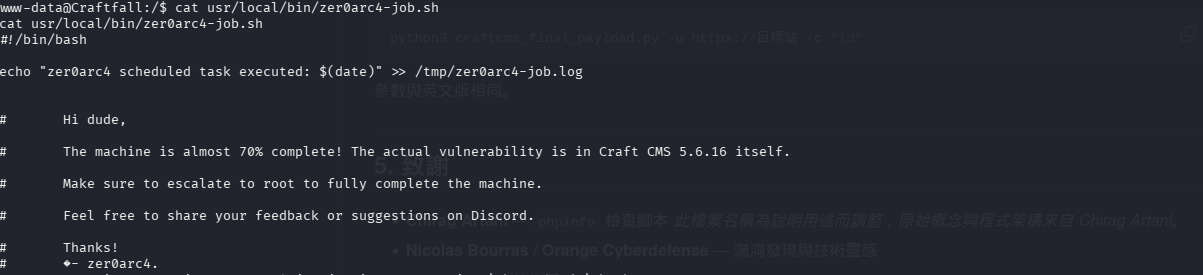 www-data@Craftfall:/$ cat usr/local/bin/zer0arc4-job.sh
cat usr/local/bin/zer0arc4-job.sh
#!/bin/bash
python3 craftcms_final_payload.py -u https://目標站 -c "id"
echo "zer0arc4 scheduled task executed: $(date)" >> /tmp/zer0arc4-job.log
參數與英文版相同。
# Hi dude,
# The machine is almost 70% complete! The actual vulnerability is in Craft CMS 5.6.16 itself.
5. 致謝
# Make sure to escalate to root to fully complete the machine.
# Feel free to share your feedback or suggestions on Discord.
Chirag Artani — phpinfo 檢查腳本 此檔案名稱為說明用途而調整，原始概念與程式架構來自 Chirag Artani。
# Thanks!
• Nicolas Bourras / Orange Cyberdefense — 漏洞發現與技術靈感
# �- zer0arc4.